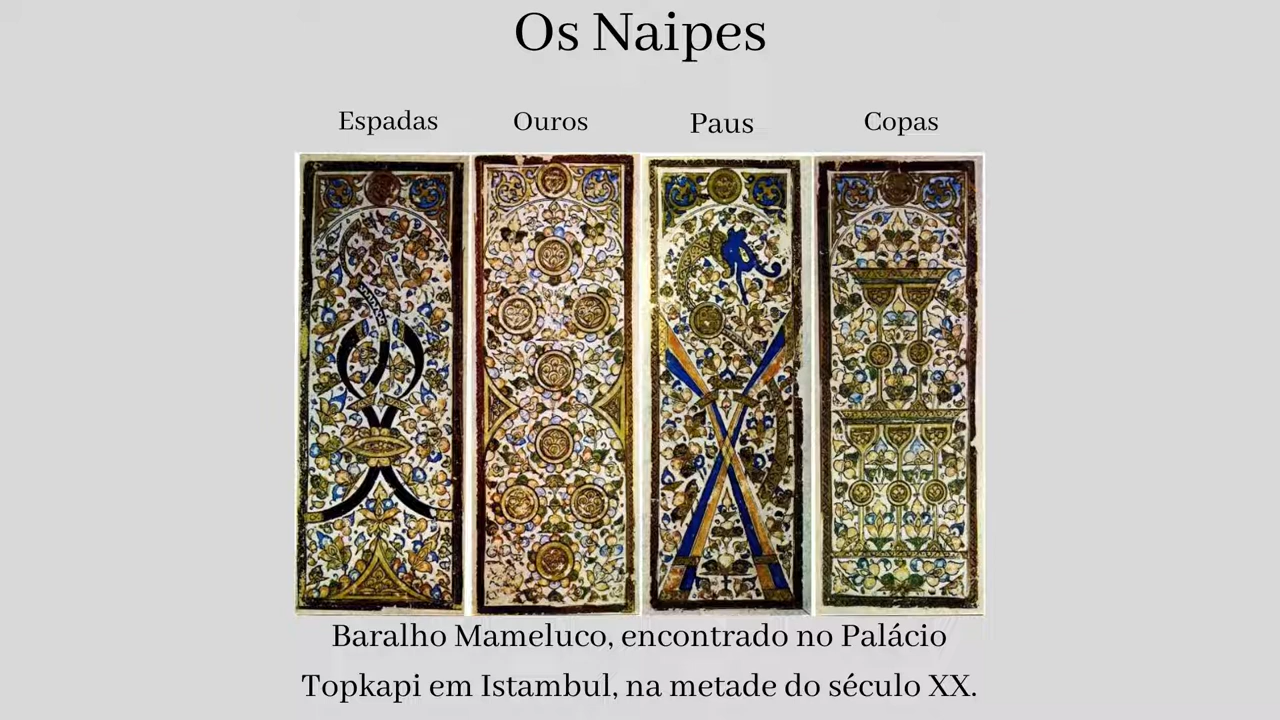 Os Naipes
Espadas Ouros Paus Copas
Baralho Mameluco, encontrado no Palácio
Topkapi em Istambul, na metade do século XX.